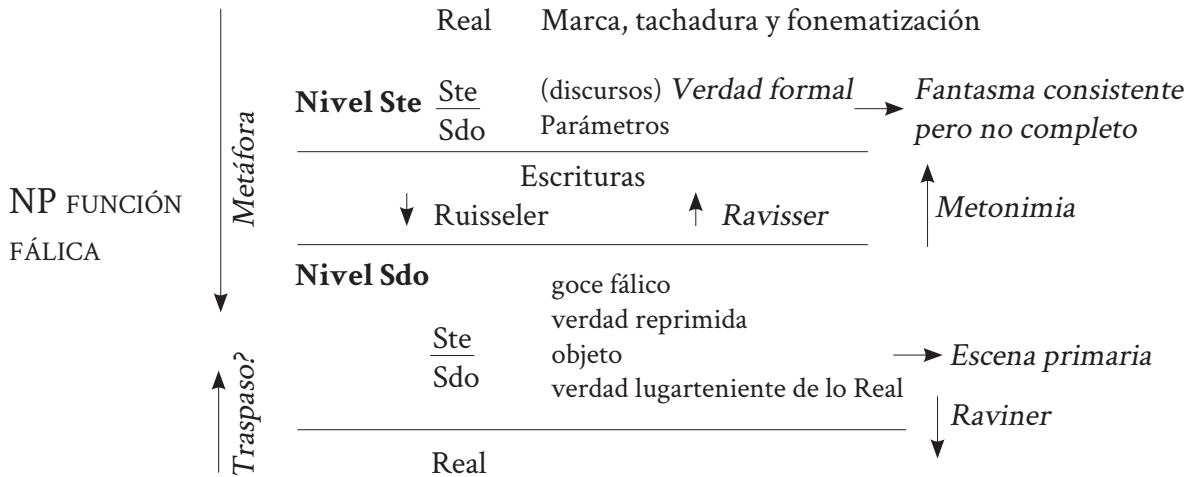 Real Marca, tachadura y fonematización
Nivel Ste Ste (discursos) Verdad formal Fantasma consistente
Sdo Parámetros pero no completo
Metáfora
Escrituras
NP FUNCIÓN
FÁLICA
Ruisseler Ravisser Metonimia
Nivel Sdo
goce fálico
verdad reprimida
Ste objeto Escena primaria
Sdo verdad lugarteniente de lo Real
Traspaso?
Raviner
Real